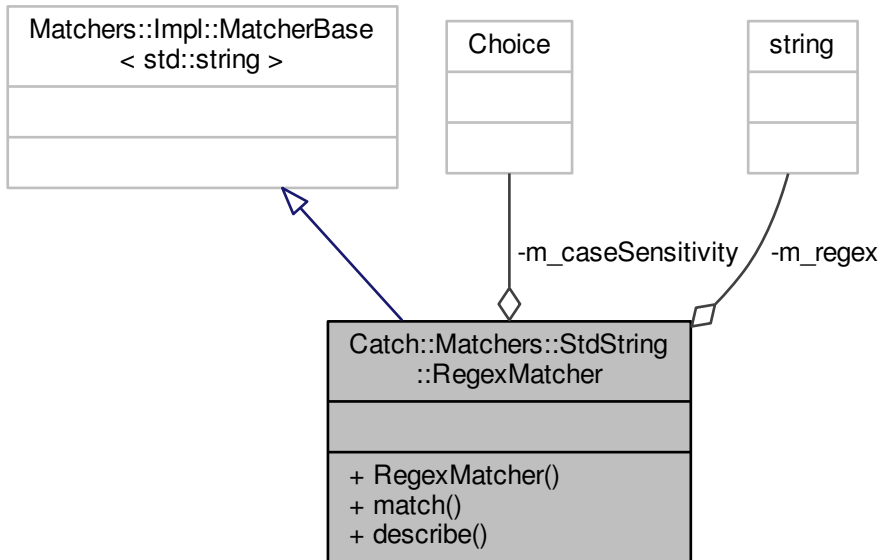 Matchers::Impl::MatcherBase
< std::string >
Choice
string
-m_caseSensitivity
-m_regex
Catch::Matchers::StdString
::RegexMatcher
+ RegexMatcher()
+ match()
+ describe()